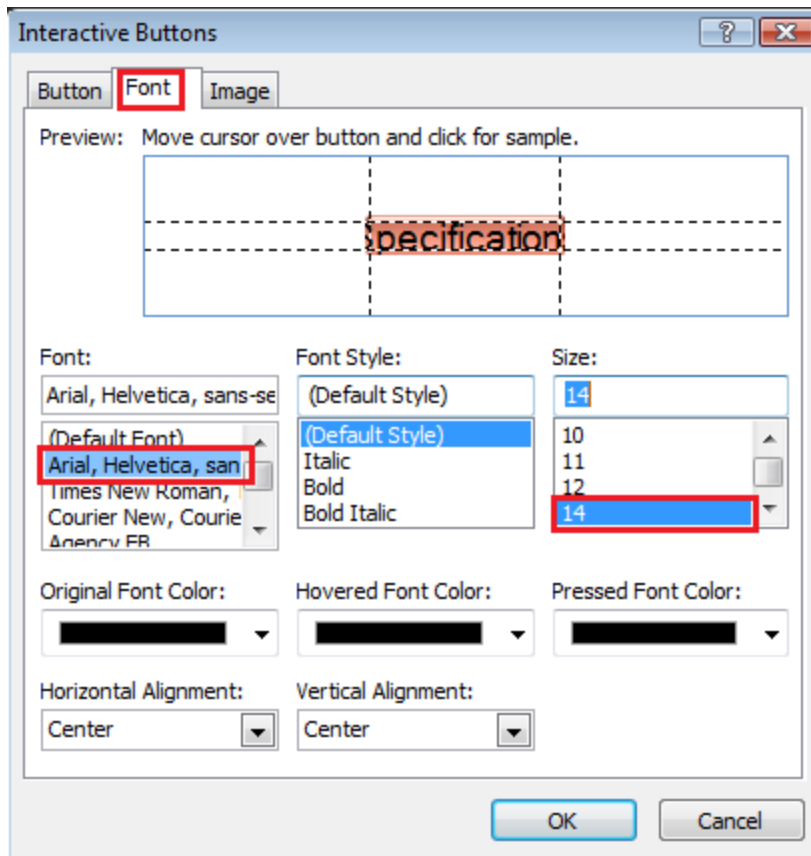 Interactive Buttons
Button Font Image
Preview: Move cursor over button and click for sample.
pecification
Font: Font Style: Size:
Arial, Helvetica, sans-se (Default Style) 14
(Default Font) (Default Style) 10
Arial, Helvetica, san Italic 11
Times New Roman, Bold 12
Courier New, Courie Bold Italic 14
Agency FB
Original Font Color: Hovered Font Color: Pressed Font Color:
Horizontal Alignment: Vertical Alignment:
Center Center
OK Cancel